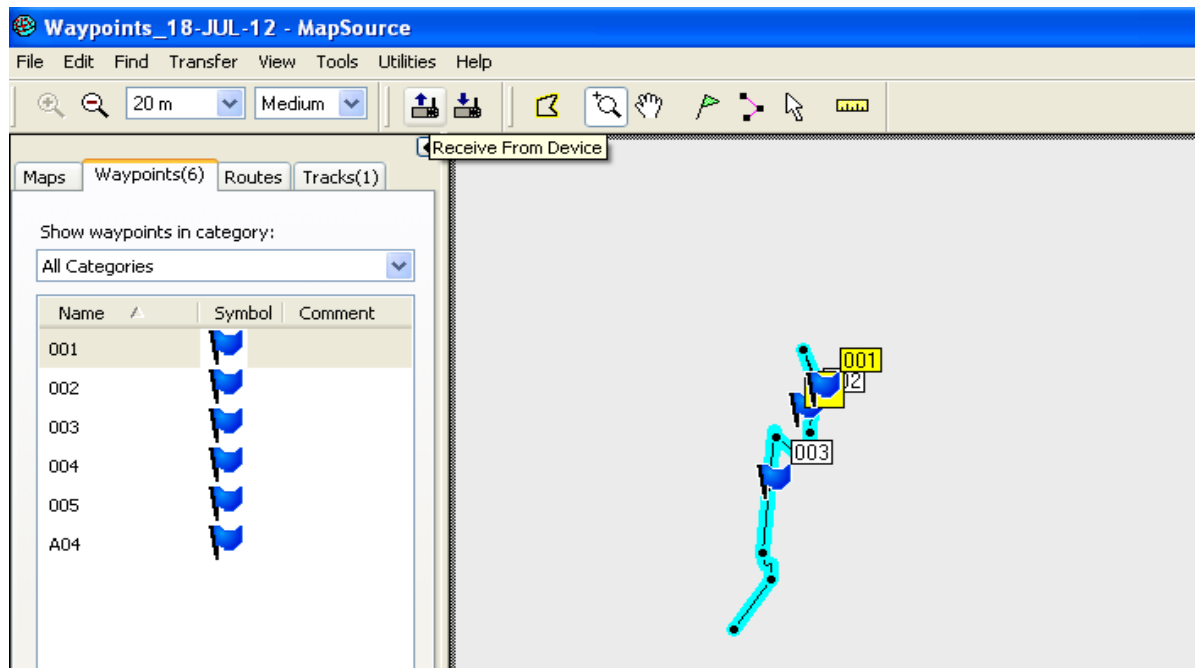 Waypoints_18-JUL-12 - MapSource
File Edit Find Transfer View Tools Utilities Help
20 m Medium
Receive From Device
Maps Waypoints(6) Routes Tracks(1)
Show waypoints in category:
All Categories
Name Symbol Comment
001
002
003
004
005
A04
001
003